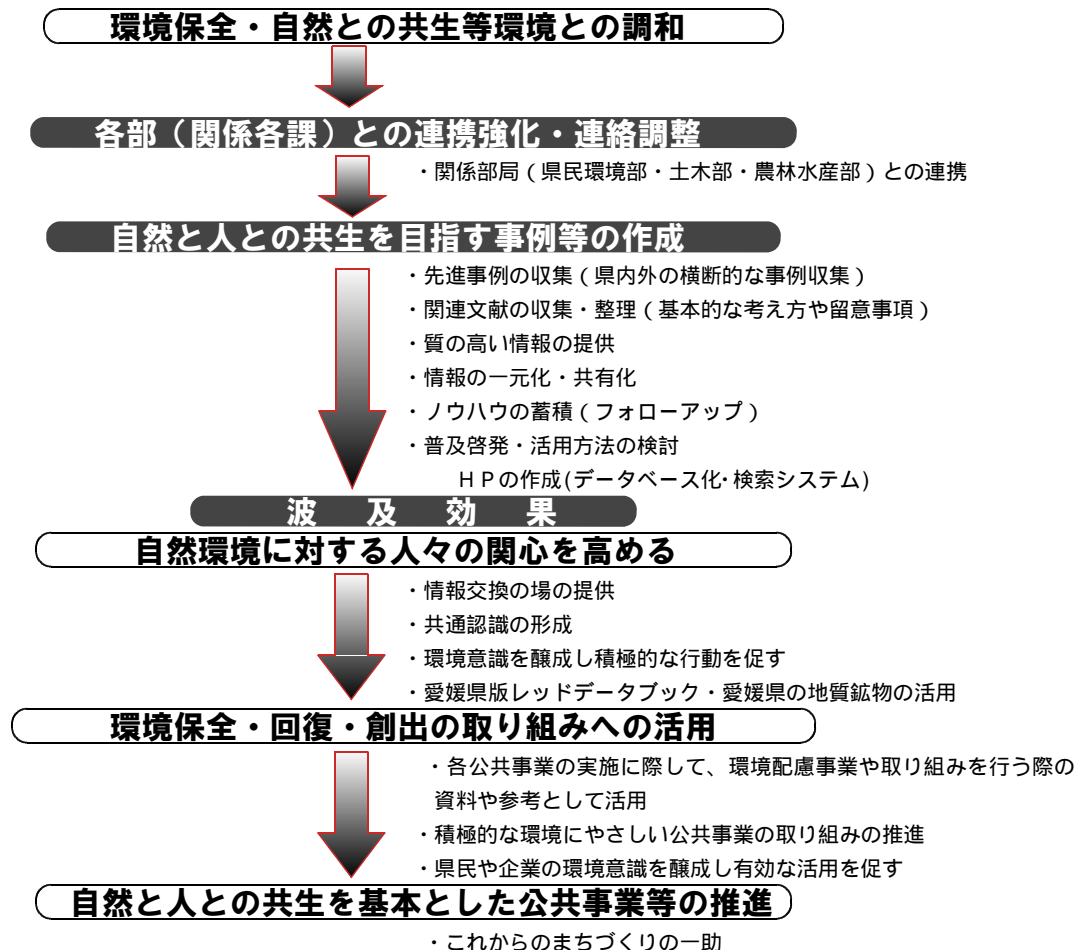 環境保全・自然との共生等環境との調和
各部（関係各課）との連携強化・連絡調整
・関係部局（県民環境部・土木部・農林水産部）との連携
自然と人との共生を目指す事例等の作成
・先進事例の収集（県内外の横断的な事例収集）
・関連文献の収集・整理（基本的な考え方や留意事項）
・質の高い情報の提供
・情報の一元化・共有化
・ノウハウの蓄積（フォローアップ）
・普及啓発・活用方法の検討
ＨＰの作成(データベース化･検索システム)
波　及　効　果
自然環境に対する人々の関心を高める
・情報交換の場の提供
・共通認識の形成
・環境意識を醸成し積極的な行動を促す
・愛媛県版レッドデータブック・愛媛県の地質鉱物の活用
環境保全・回復・創出の取り組みへの活用
・各公共事業の実施に際して、環境配慮事業や取り組みを行う際の
資料や参考として活用
・積極的な環境にやさしい公共事業の取り組みの推進
・県民や企業の環境意識を醸成し有効な活用を促す
自然と人との共生を基本とした公共事業等の推進
・これからのまちづくりの一助